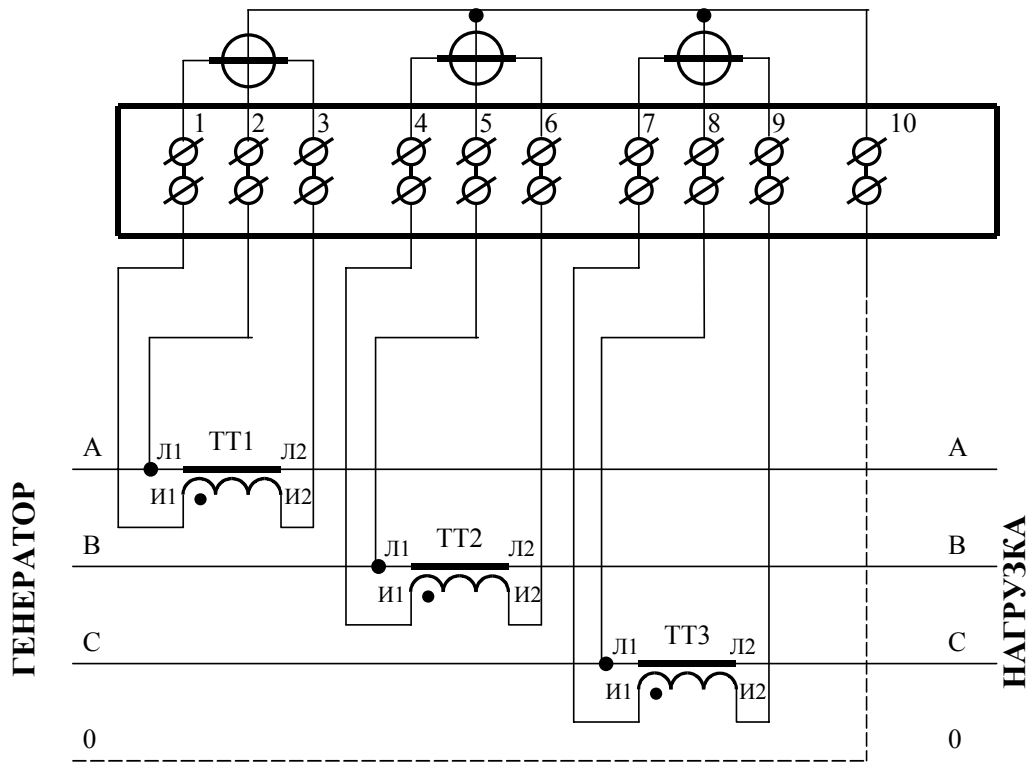 1 2 3 4 5 6 7 8 9 10
ТТ1
А Л1 Л2 А
И1 И2
ТТ2
В Л1 Л2 В
И1 И2
ТТ3
С Л1 Л2 С
И1 И2
0 0
ГЕНЕРАТОР
НАГРУЗКА